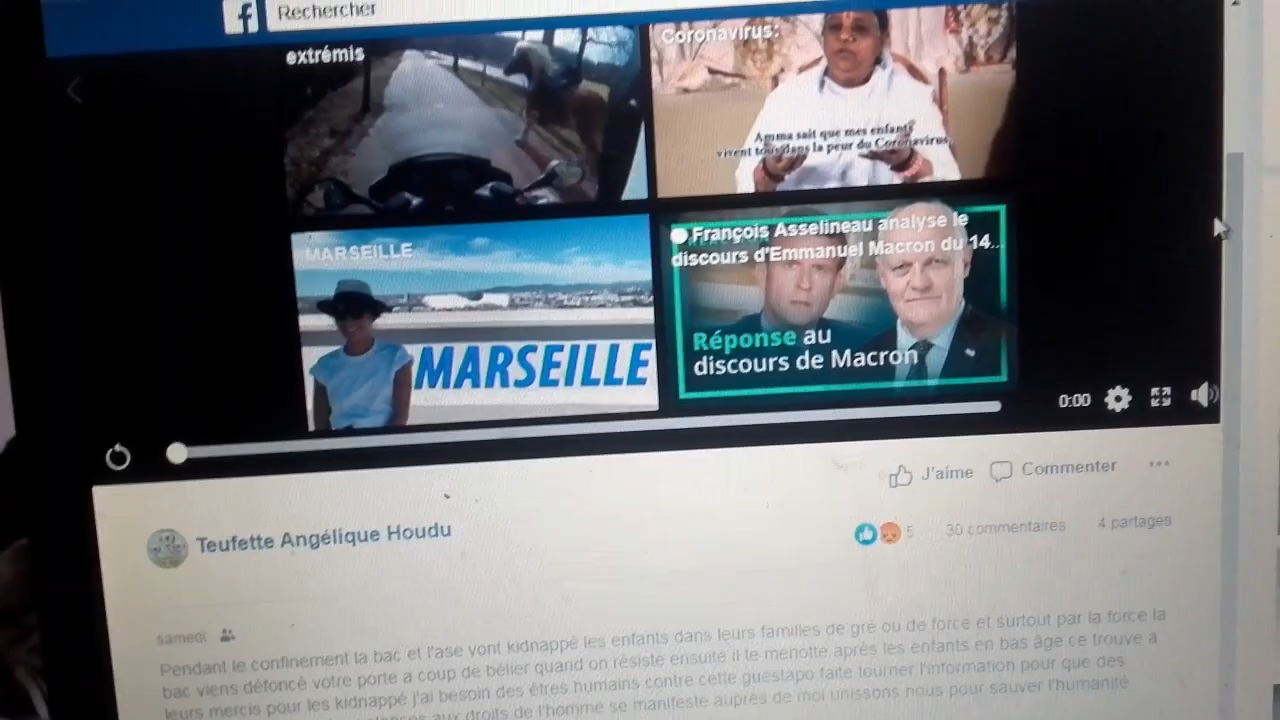 f Rechercher
extrémis
Coronavirus:
Amma sait que mes enfants
vivent tous dans la peur du Coronavirus,
MARSEILLE
MARSEILLE
François Asselineau analyse le
discours d'Emmanuel Macron du 14...
Réponse au
discours de Macron
0:00
J'aime Commenter ...
Teufette Angélique Houdu
5 30 commentaires 4 partages
samedi
Pendant le confinement la bac et l'ase vont kidnappé les enfants dans leurs familles de gré ou de force et surtout par la force la
bac viens défoncé votre porte a coup de bélier quand on résiste ensuite il te menotte après les enfants en bas âge ce trouve a
leurs mercis pour les kidnappé j'ai besoin des êtres humains contre cette guestapo faite tourner l'information pour que des
aux droits de l'homme se manifeste auprès de moi unissons nous pour sauver l'humanité